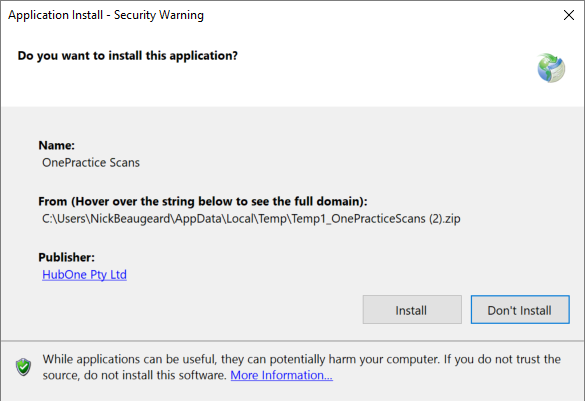 Application Install - Security Warning
Do you want to install this application?
Name:
OnePractice Scans
From (Hover over the string below to see the full domain):
C:\Users\NickBeaugeard\AppData\Local\Temp\Temp1_OnePracticeScans (2).zip
Publisher:
HubOne Pty Ltd
Install Don't Install
While applications can be useful, they can potentially harm your computer. If you do not trust the
source, do not install this software. More Information...